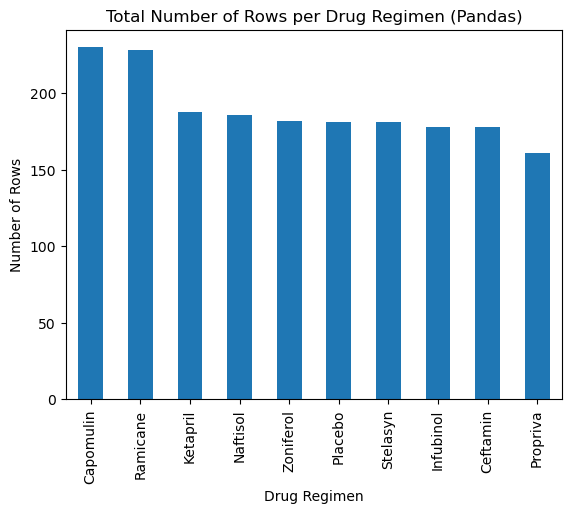 Total Number of Rows per Drug Regimen (Pandas)
Number of Rows
200
150
100
50
0
Capomulin
Ramicane
Ketapril
Naftisol
Zoniferol
Placebo
Stelasyn
Infubinol
Ceftamin
Propriva
Drug Regimen